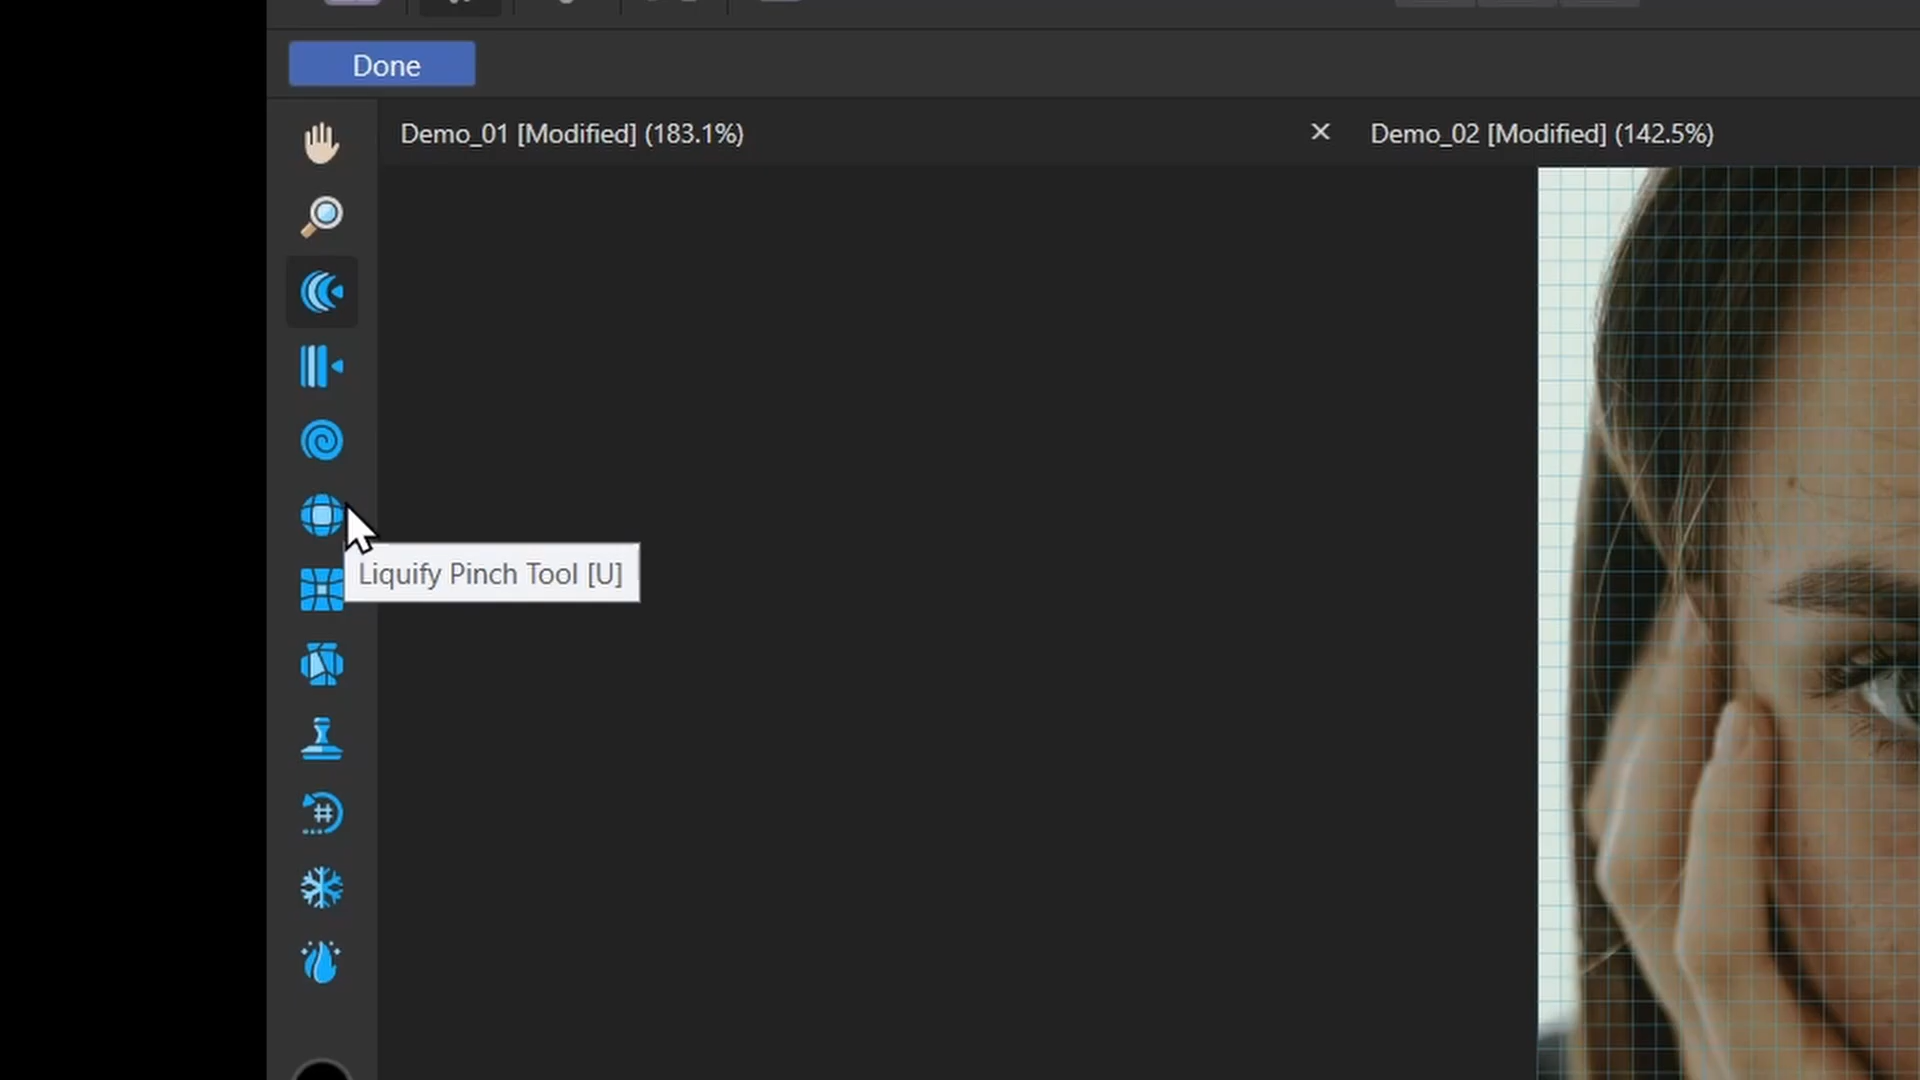 Done
Demo_01 [Modified] (183.1%)
Demo_02 [Modified] (142.5%)
Liquify Pinch Tool [U]